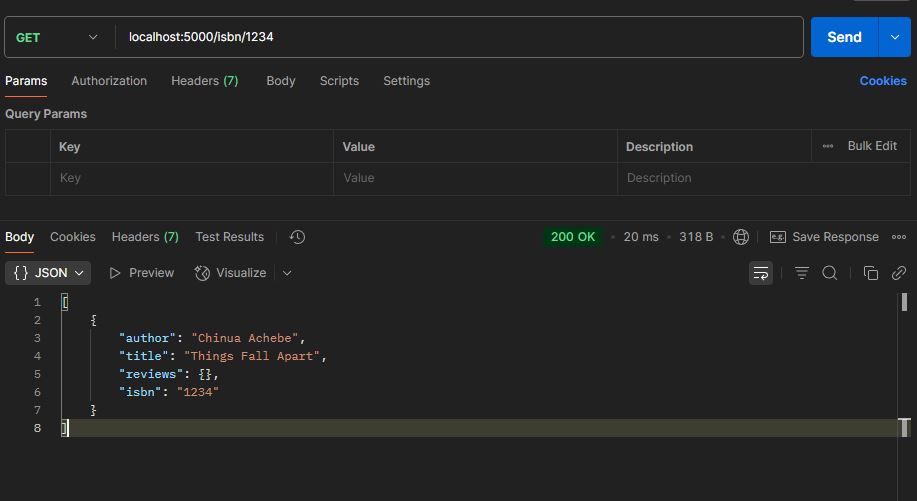 GET localhost:5000/isbn/1234 Send
Params Authorization Headers (7) Body Scripts Settings Cookies
Query Params
Key Value Description Bulk Edit
Key Value Description
Body Cookies Headers (7) Test Results 200 OK 20 ms 318 B e.g. Save Response
{} JSON Preview Visualize
1 [
2 {
3 "author": "Chinua Achebe",
4 "title": "Things Fall Apart",
5 "reviews": {},
6 "isbn": "1234"
7 }
8 ]